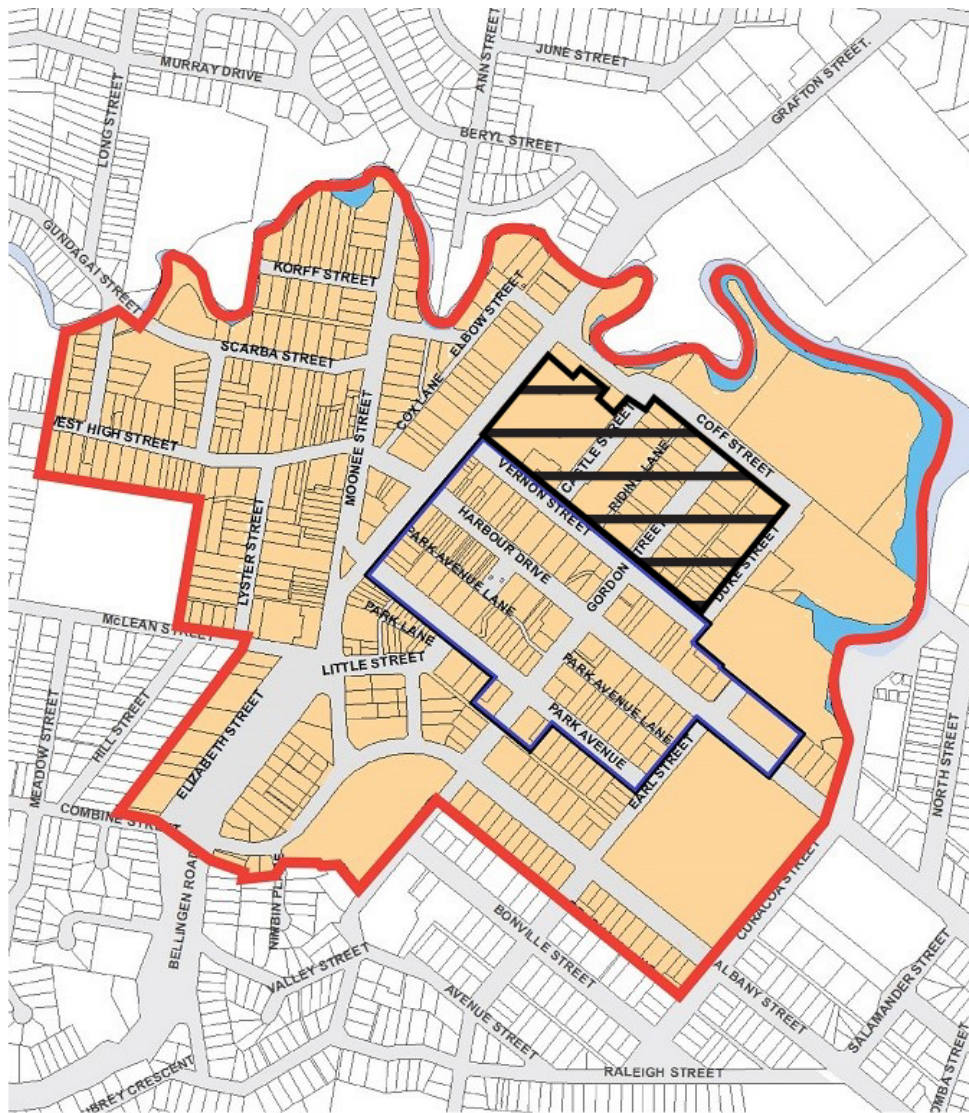 MURRAY DRIVE
LONG STREET
ANN STREET
JUNE STREET
GRAFTON STREET.
BERYL STREET
GUNDAGAI STREET
KORFF STREET
SCARBA STREET
ELBOW STREET
COX LANE
MOONEE STREET
WEST HIGH STREET
COFF STREET
CASTLE STREET
RIDING LANE
VERNON STREET
HARBOUR DRIVE
GORDON STREET
DUKE STREET
PARK AVENUE LANE
LYSTER STREET
PARK LANE
McLEAN STREET
LITTLE STREET
PARK AVENUE LANE
PARK AVENUE
EARL STREET
ELIZABETH STREET
HILL STREET
MEADOW STREET
COMBINE STREET
NORTH STREET
CURACOA STREET
BELLINGEN ROAD
NIMBIN PLACE
VALLEY STREET
BONVILLE STREET
AVENUE STREET
ALBANY STREET
SALAMANDER STREET
RALEIGH STREET
BREY CRESCENT
OMBA STREET